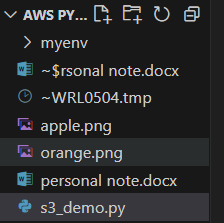 AWS PY...
myenv
~$rsonal note.docx
~WRL0504.tmp
apple.png
orange.png
personal note.docx
s3_demo.py